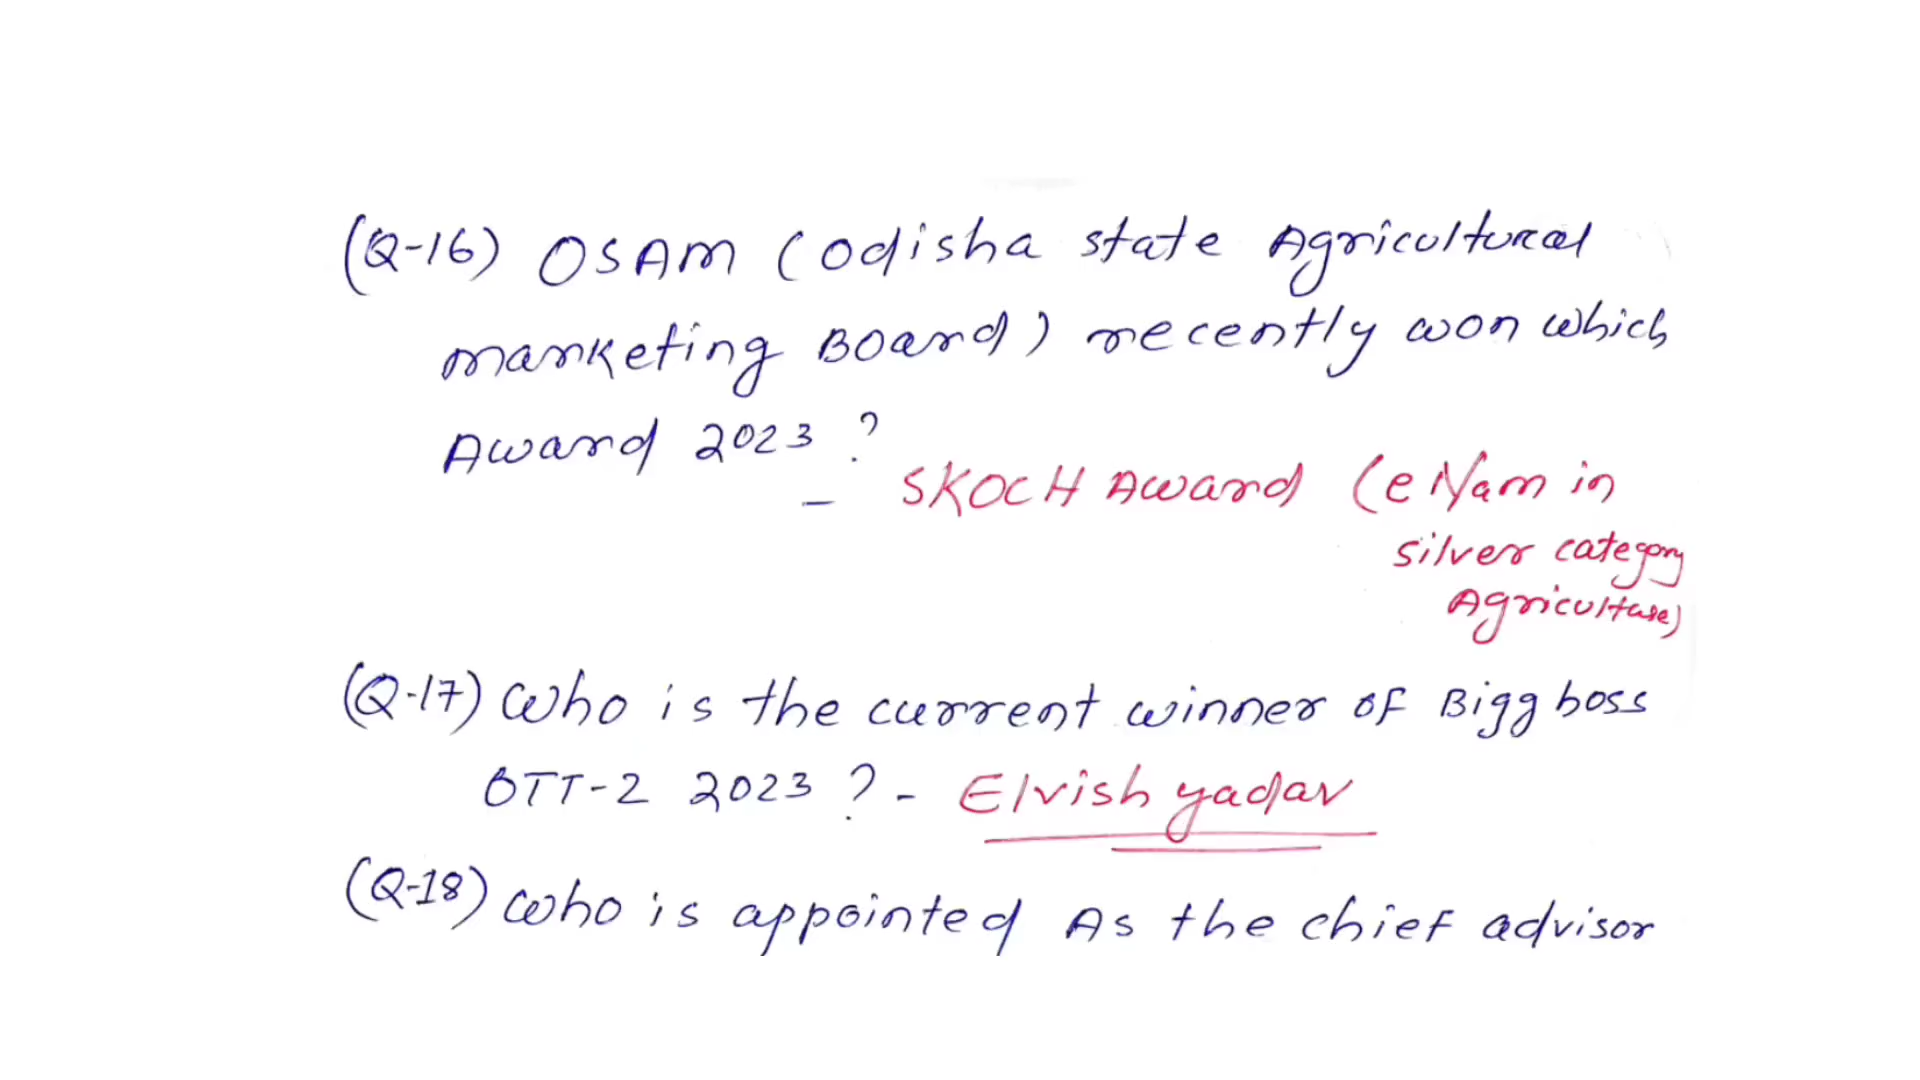 (Q-16) OSAM (Odisha state Agricultural
marketing Board) recently won which
Award 2023 ?
- SKOCH Award (eNam in
silver category
Agriculture)
(Q-17) Who is the current winner of Bigg boss
OTT-2 2023 ? - Elvish yadav
(Q-18) Who is appointed As the chief advisor